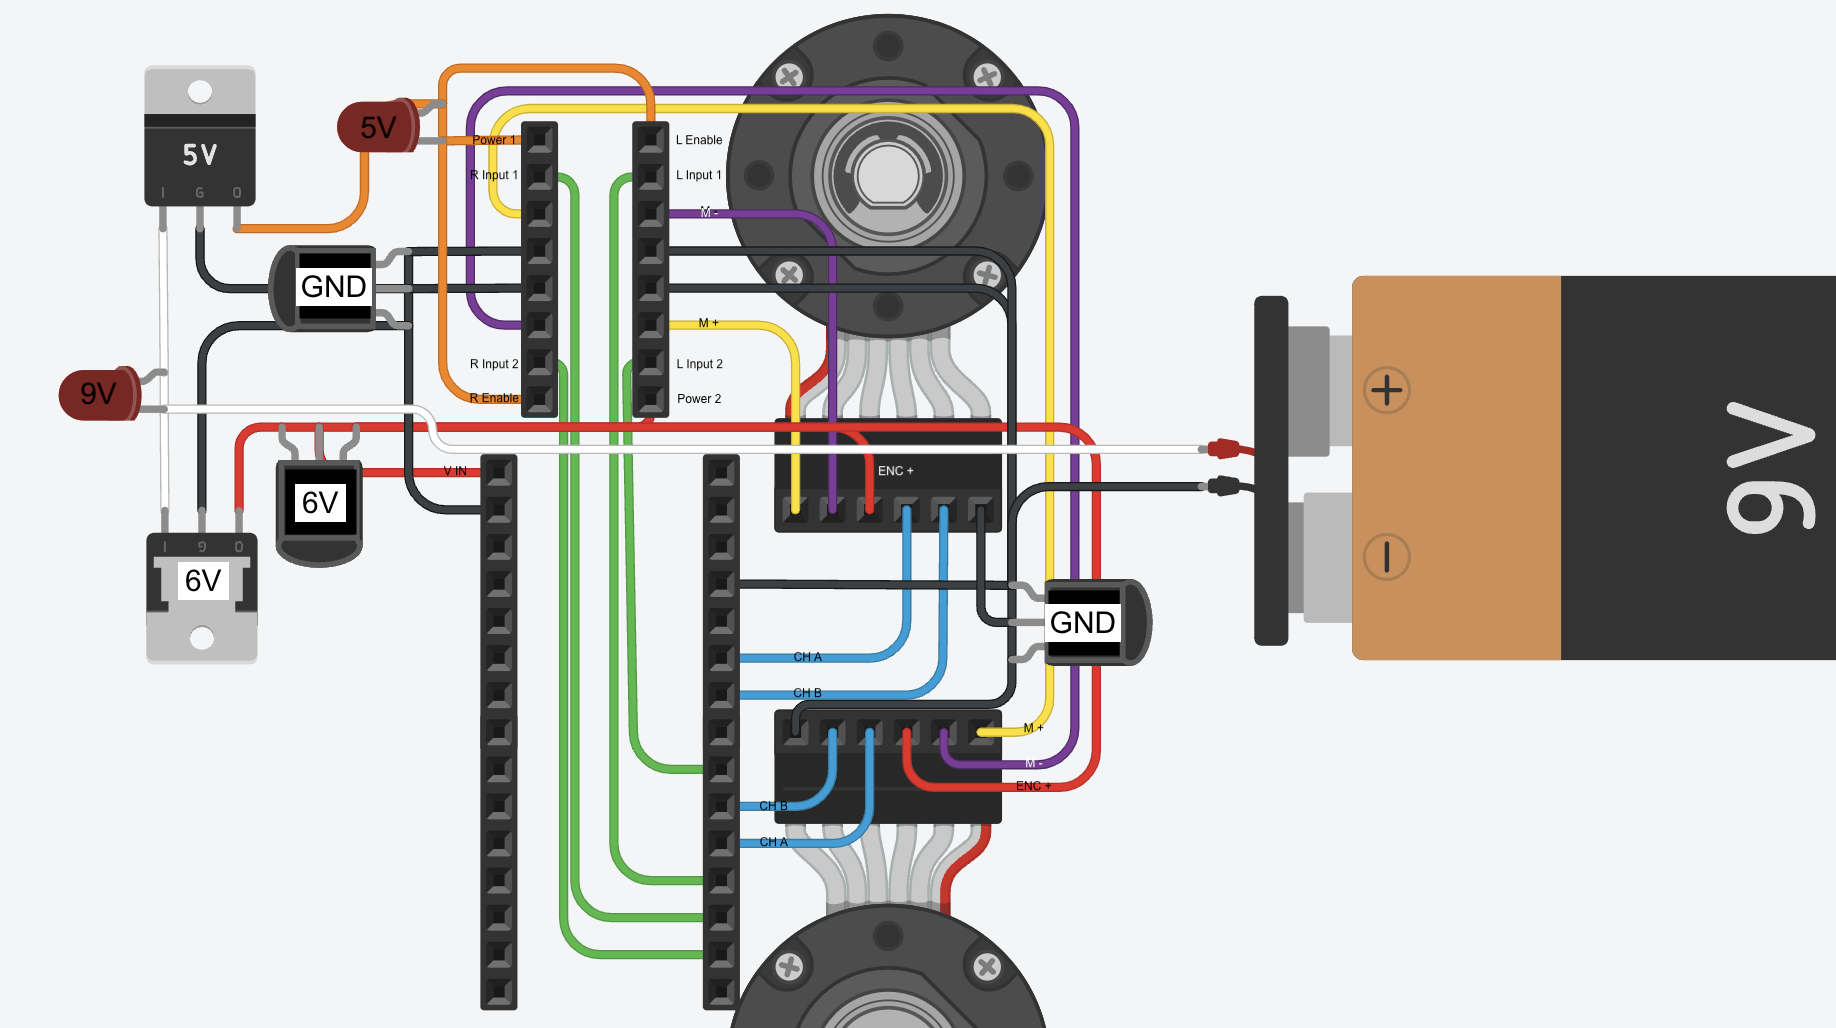 5V
I G O
5V
Power 1
R Input 1
R Input 2
R Enable
L Enable
L Input 1
M -
M +
L Input 2
Power 2
GND
9V
6V
V IN
I G O
6V
ENC +
CH A
CH B
GND
M +
M -
ENC +
CH B
CH A
+
-
9V